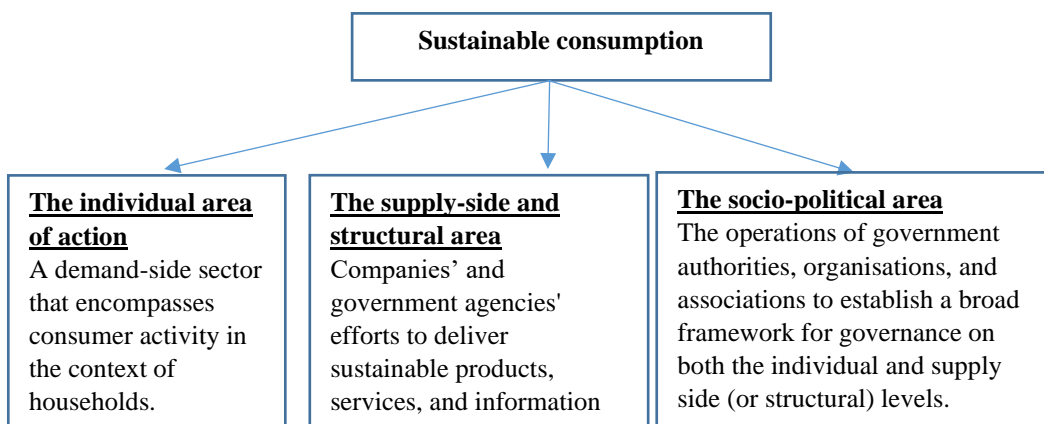 Sustainable consumption
The individual area
of action
A demand-side sector
that encompasses
consumer activity in
the context of
households.
The supply-side and
structural area
Companies’ and
government agencies'
efforts to deliver
sustainable products,
services, and information
The socio-political area
The operations of government
authorities, organisations, and
associations to establish a broad
framework for governance on
both the individual and supply
side (or structural) levels.